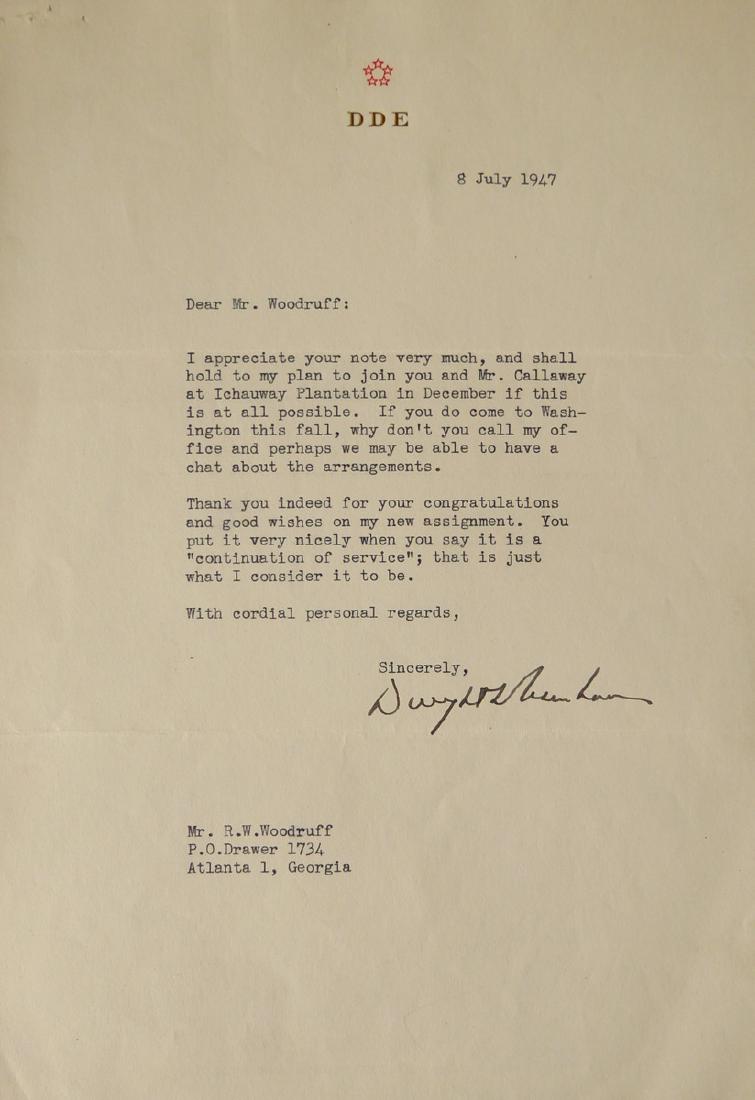 DDE
8 July 1947
Dear Mr. Woodruff:
I appreciate your note very much, and shall
hold to my plan to join you and Mr. Callaway
at Ichauway Plantation in December if this
is at all possible.  If you do come to Wash-
ington this fall, why don't you call my of-
fice and perhaps we may be able to have a
chat about the arrangements.
Thank you indeed for your congratulations
and good wishes on my new assignment.  You
put it very nicely when you say it is a
"continuation of service"; that is just
what I consider it to be.
With cordial personal regards,
Sincerely,
Dwight D Eisenhower
Mr. R.W.Woodruff
P.O.Drawer 1734
Atlanta 1, Georgia